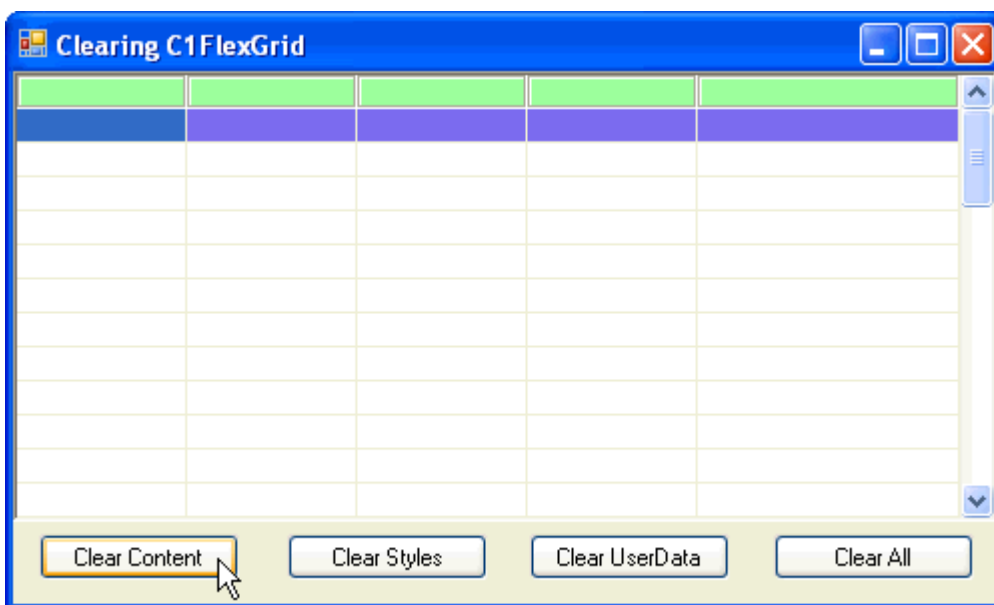 Clearing C1FlexGrid
Clear Content
Clear Styles
Clear UserData
Clear All